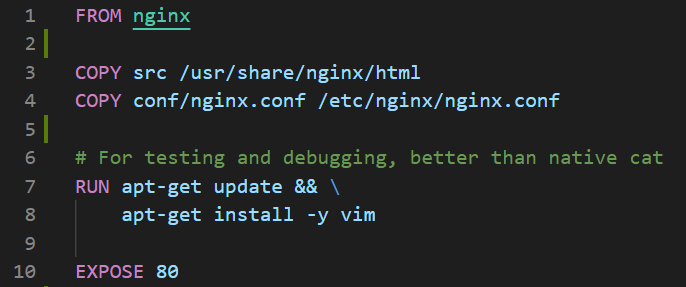 1 FROM nginx
2
3 COPY src /usr/share/nginx/html
4 COPY conf/nginx.conf /etc/nginx/nginx.conf
5
6 # For testing and debugging, better than native cat
7 RUN apt-get update && \
8     apt-get install -y vim
9
10 EXPOSE 80